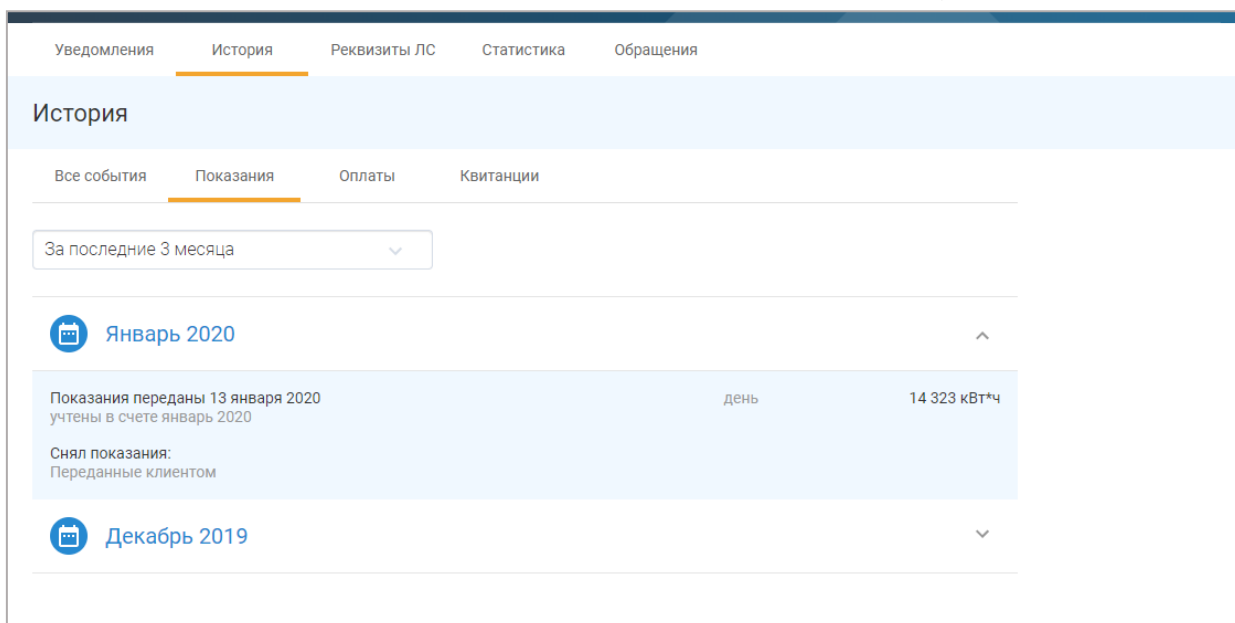 Уведомления История Реквизиты ЛС Статистика Обращения
История
Все события Показания Оплаты Квитанции
За последние 3 месяца
Январь 2020
Показания переданы 13 января 2020 день 14 323 кВт*ч
учтены в счете январь 2020
Снял показания:
Переданные клиентом
Декабрь 2019